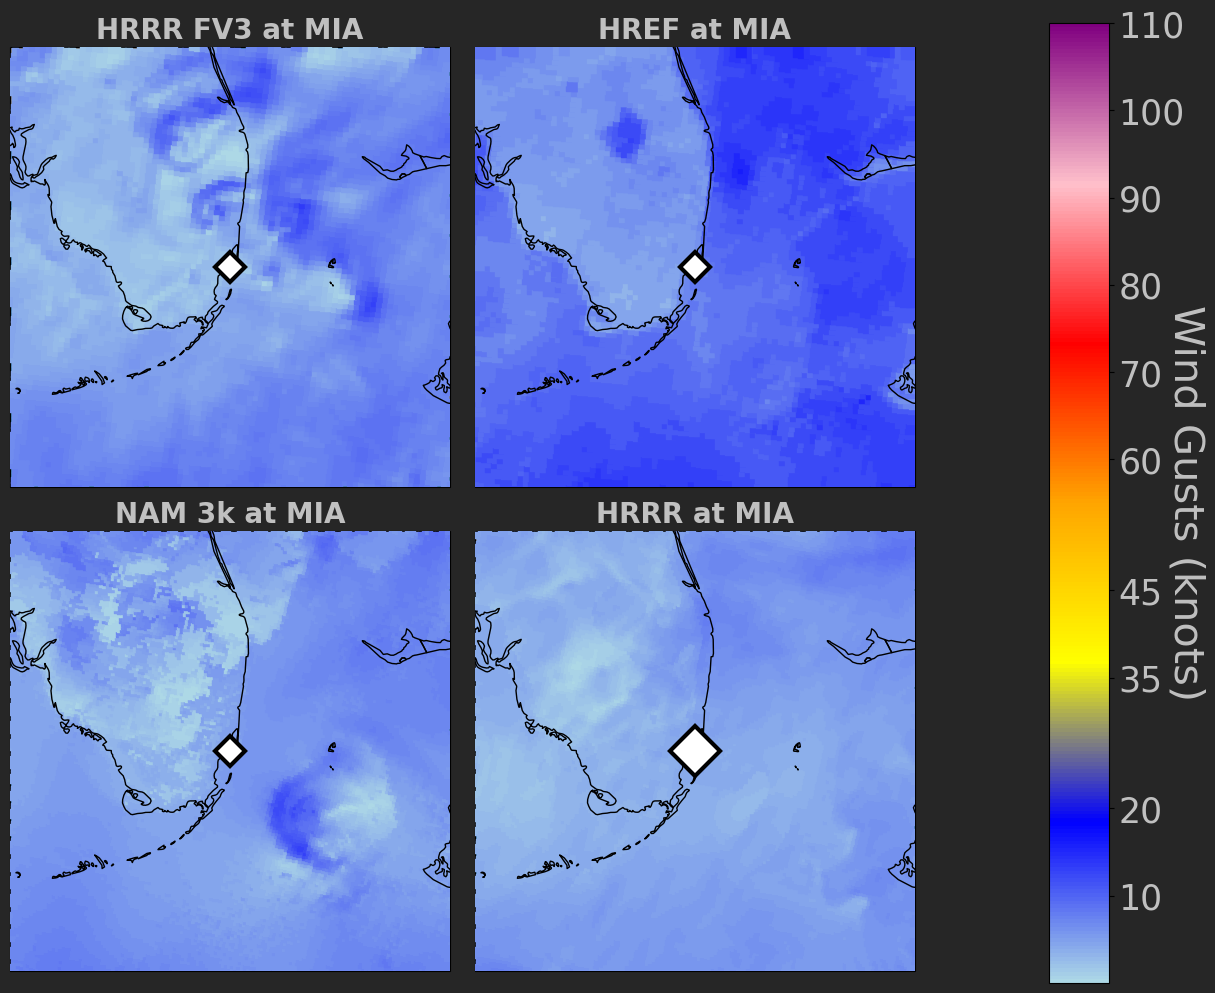 HRRR FV3 at MIA
HREF at MIA
NAM 3k at MIA
HRRR at MIA
110
100
90
80
70
60
45
35
20
10
Wind Gusts (knots)